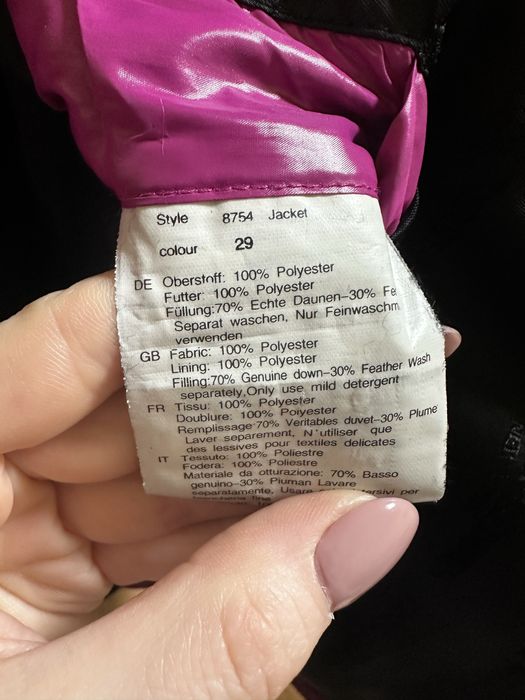 Style 8754 Jacket
colour 29
DE Oberstoff: 100% Polyester
Futter: 100% Polyester
Füllung:70% Echte Daunen-30% Fe
Separat waschen, Nur Feinwaschm
verwenden
GB Fabric: 100% Polyester
Lining: 100% Polyester
Filling:70% Genuine down-30% Feather Wash
separately,Only use mild detergent
FR Tissu: 100% Polyester
Doublure: 100% Polyester
Remplissage:70% Veritables duvet-30% Plume
Laver separement, N'utiliser que
des lessives pour textiles delicates
IT Tessuto: 100% Poliestre
Fodera: 100% Poliestre
Materiale da otturazione: 70% Basso
genuino-30% Piuman Lavare
separatamente, Usare per